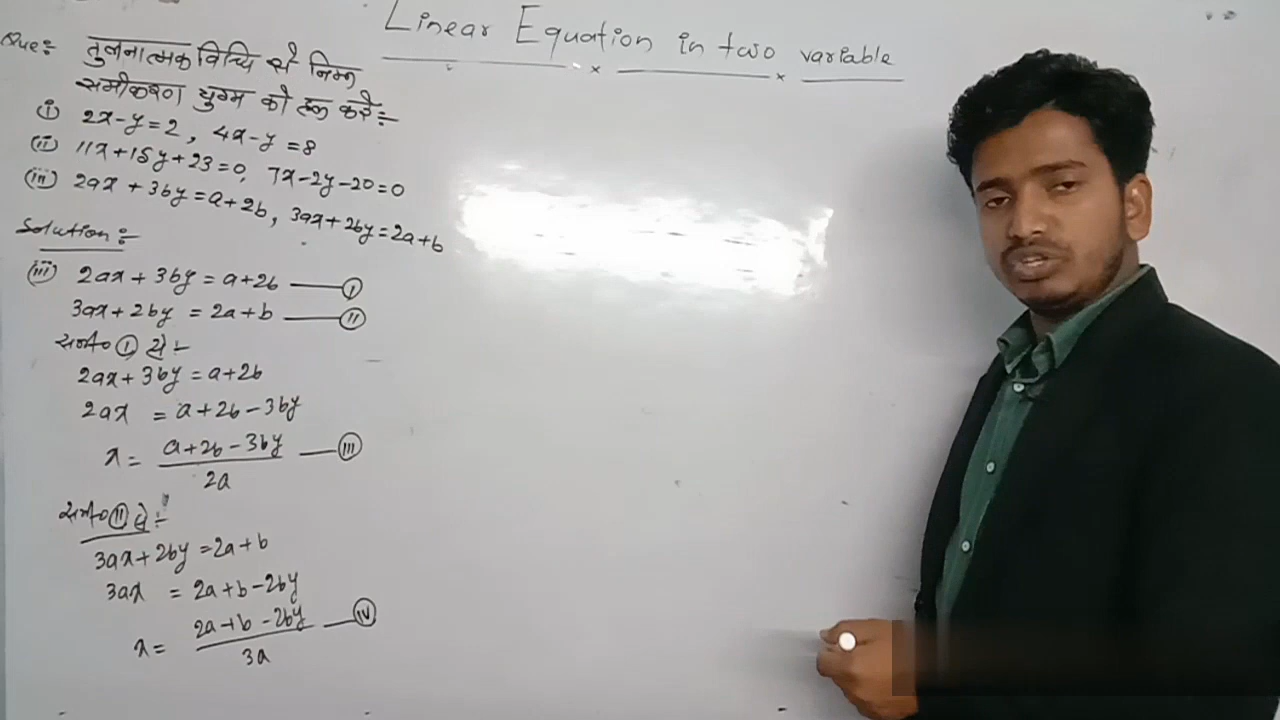 Linear Equation in two variable
Que:- तुलनात्मक विधि से निम्न
समीकरण युग्म को हल करें:-
(i) 2x-y=2, 4x-y=8
(ii) 11x+15y+23=0, 7x-2y-20=0
(iii) 2ax+3by=a+2b, 3ax+2by=2a+b
Solution:-
(iii) 2ax+3by=a+2b —(I)
3ax+2by=2a+b —(II)
समी० (I) से:-
2ax+3by=a+2b
2ax = a+2b-3by
x= a+2b-3by —(III)
2a
समी० (II) से:-
3ax+2by=2a+b
3ax = 2a+b-2by
x= 2a+b-2by —(IV)
3a